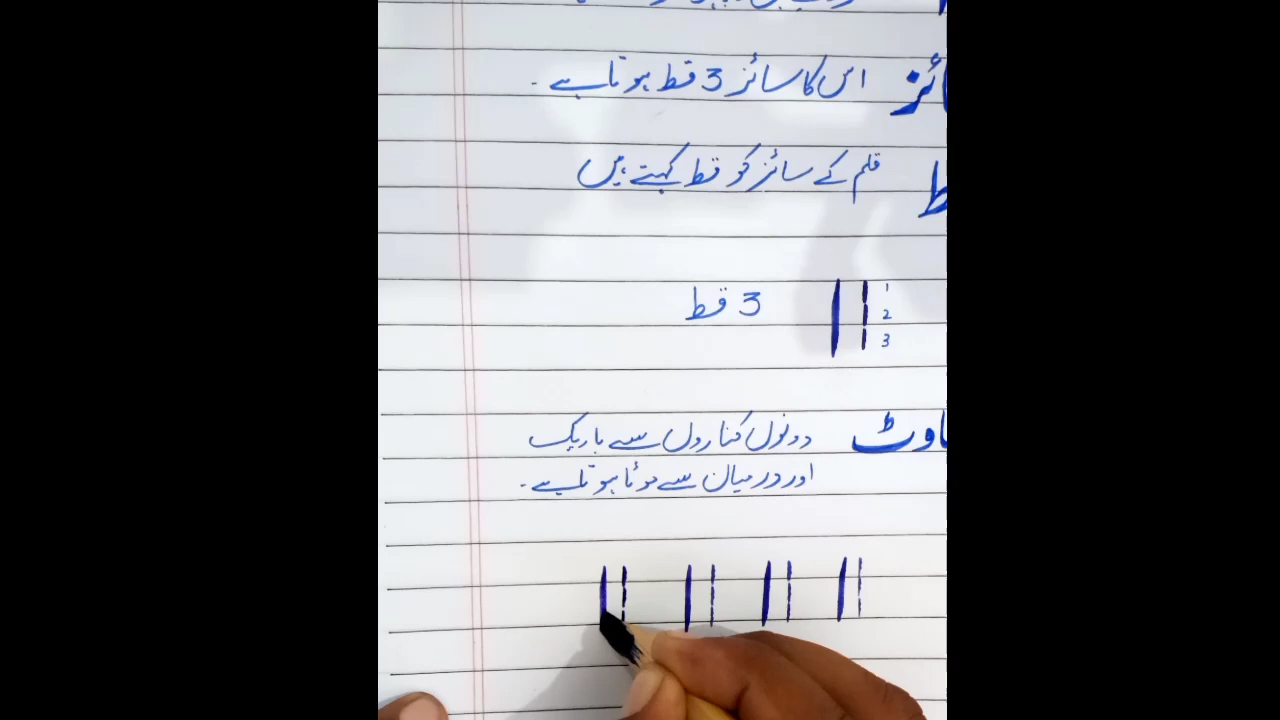 اس کا سائز 3 قط ہوتا ہے ۔
قلم کے سائز کو قط کہتے ہیں
3 قط
1
2
3
دونوں کناروں سے باریک
اور درمیان سے موٹا ہوتا ہے ۔